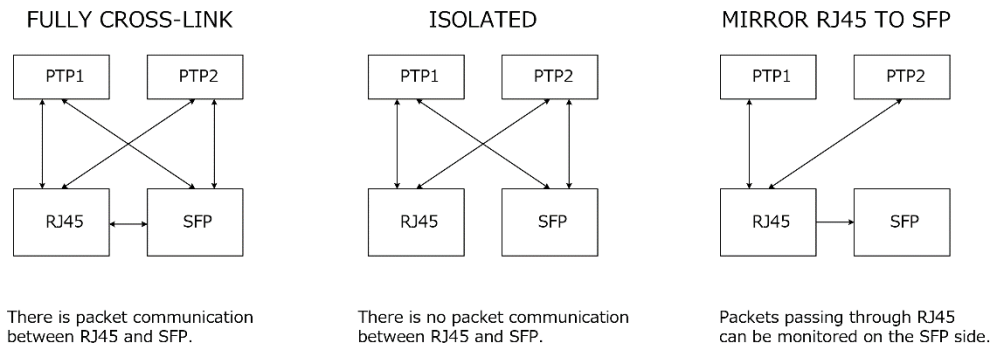 FULLY CROSS-LINK
PTP1
PTP2
RJ45
SFP
There is packet communication
between RJ45 and SFP.
ISOLATED
PTP1
PTP2
RJ45
SFP
There is no packet communication
between RJ45 and SFP.
MIRROR RJ45 TO SFP
PTP1
PTP2
RJ45
SFP
Packets passing through RJ45
can be monitored on the SFP side.